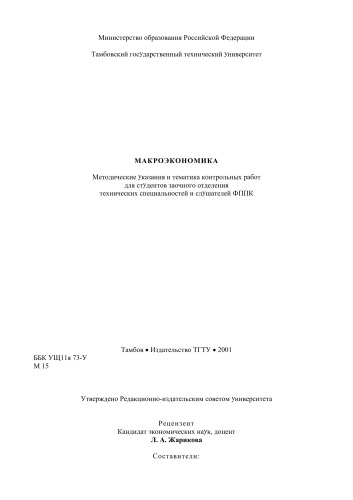 Министерство образования Российской Федерации
Тамбовский государственный технический университет
МАКРОЭКОНОМИКА
Методические указания и тематика контрольных работ
для студентов заочного отделения
технических специальностей и слушателей ФППК
Тамбов • Издательство ТГТУ • 2001
ББК УЩ11я 73-У
М 15
Утверждено Редакционно-издательским советом университета
Рецензент
Кандидат экономических наук, доцент
Л. А. Жарикова
Составители: